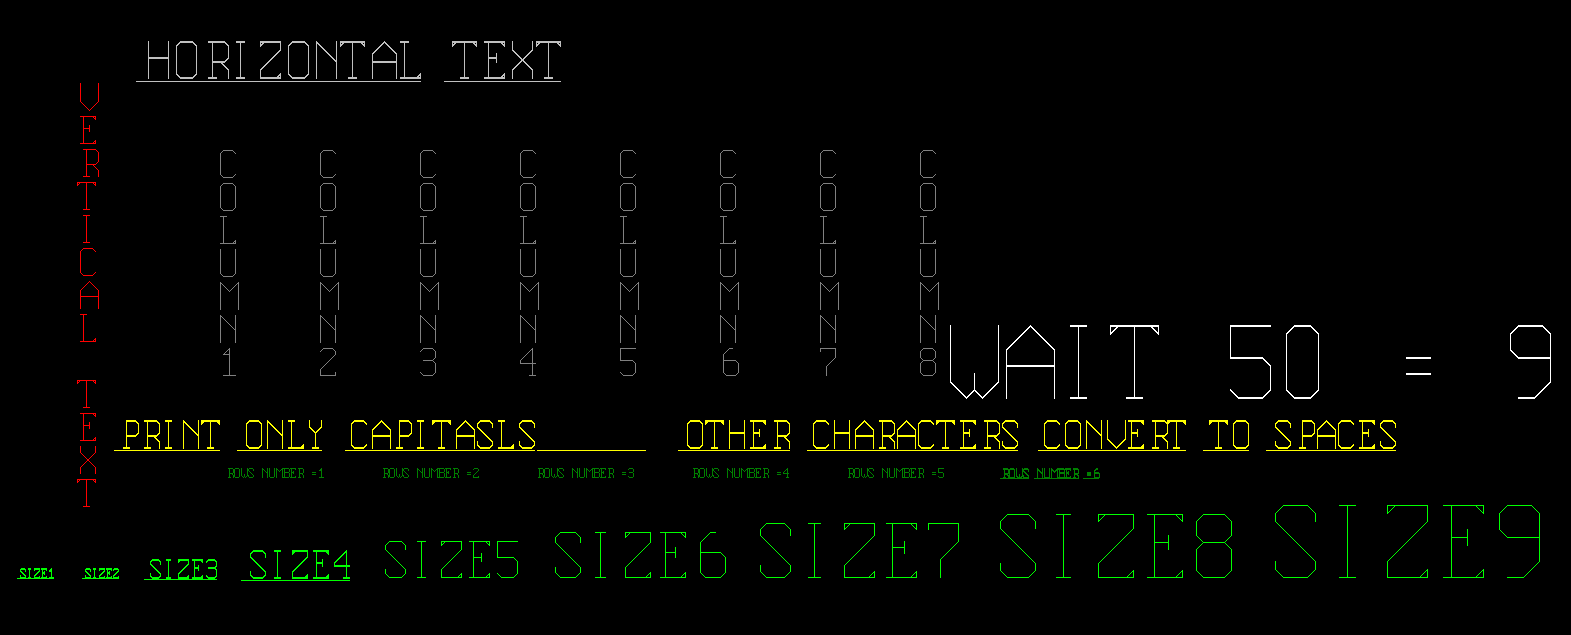 HORIZONTAL TEXT
VERTICAL TEXT
COLUMN1
COLUMN2
COLUMN3
COLUMN4
COLUMN5
COLUMN6
COLUMN7
COLUMN8
WAIT 50 = 9
PRINT ONLY CAPITASLS OTHER CHARACTERS CONVERT TO SPACES
ROWS NUMBER =1 ROWS NUMBER =2 ROWS NUMBER =3 ROWS NUMBER =4 ROWS NUMBER =5 ROWS NUMBER =6
SIZE1 SIZE2 SIZE3 SIZE4 SIZE5 SIZE6 SIZE7 SIZE8 SIZE9